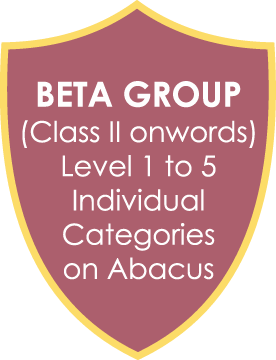 BETA GROUP
(Class II onwords)
Level 1 to 5
Individual
Categories
on Abacus